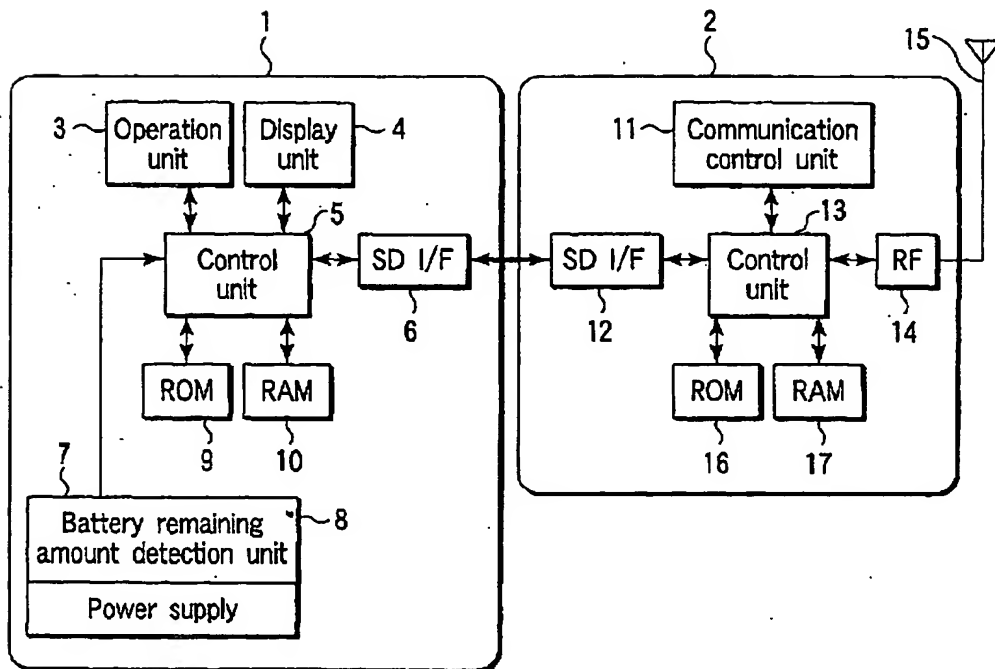 1
2
15
3
Operation
unit
Display
unit
4
11
Communication
control unit
5
13
Control
unit
SD I/F
SD I/F
Control
unit
RF
6
12
14
ROM
RAM
ROM
RAM
9
10
16
17
7
8
Battery remaining
amount detection unit
Power supply